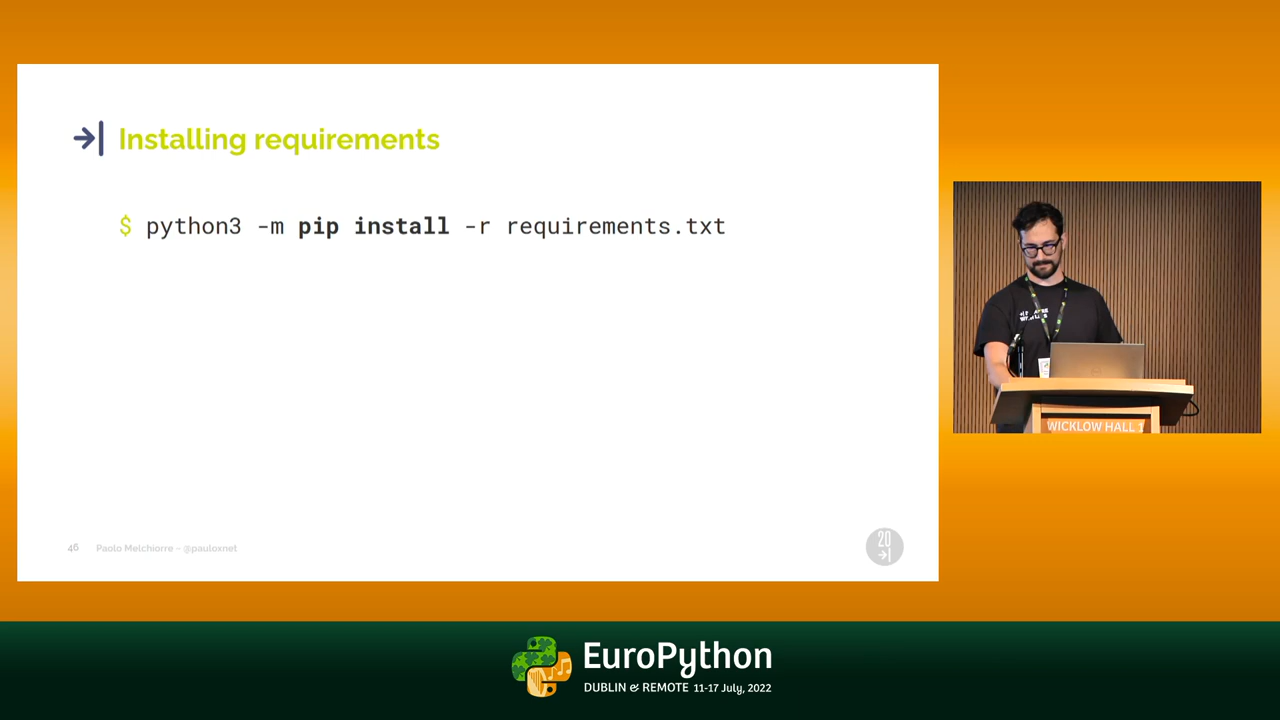 Installing requirements
$ python3 -m pip install -r requirements.txt
46 Paolo Melchiorre – @pauloxnet
20
WICKLOW HALL 1
EuroPython
DUBLIN & REMOTE 11-17 July, 2022